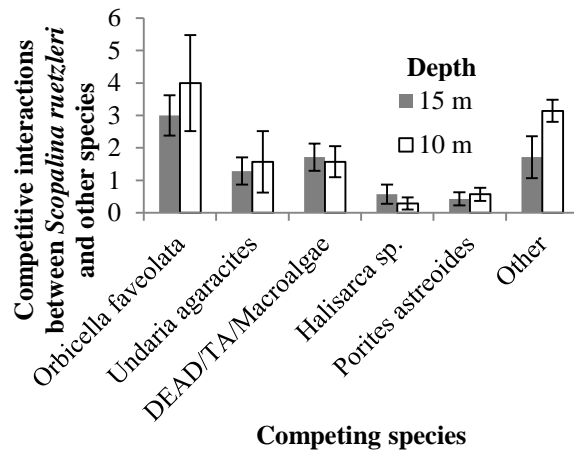 Competitive interactions
between Scopalina ruetzleri
and other species
6
5
4
3
2
1
0
Depth
15 m
10 m
Orbicella faveolata
Undaria agaracites
DEAD/TA/Macroalgae
Halisarca sp.
Porites astreoides
Other
Competing species